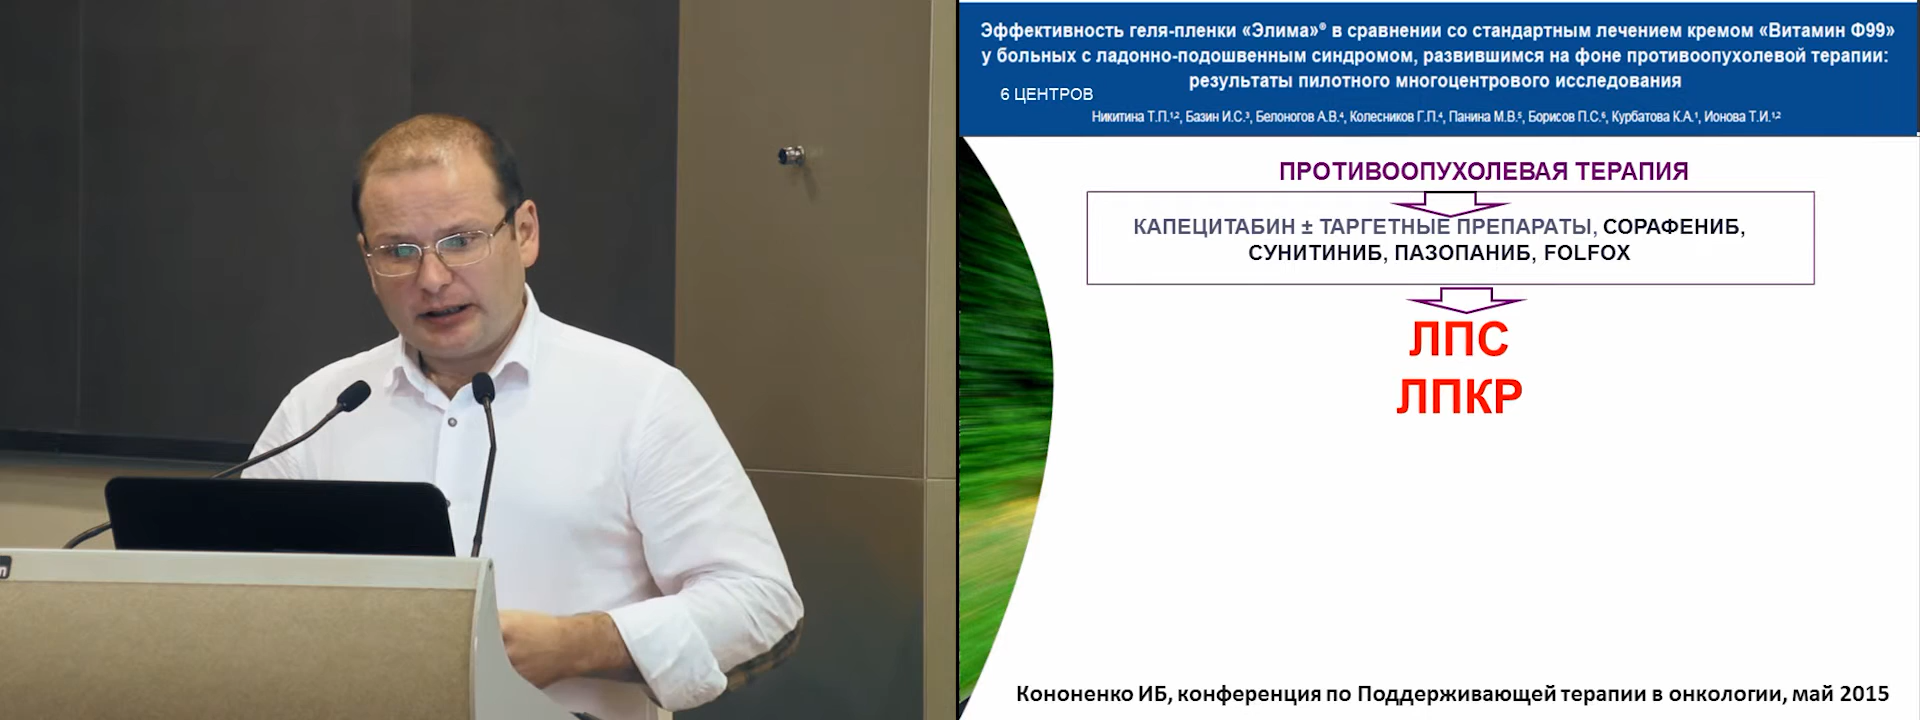 Эффективность геля-пленки «Элима»® в сравнении со стандартным лечением кремом «Витамин Ф99»
у больных с ладонно-подошвенным синдромом, развившимся на фоне противоопухолевой терапии:
результаты пилотного многоцентрового исследования
6 ЦЕНТРОВ
Никитина Т.П.¹˒², Базин И.С.³, Белоногов А.В.⁴, Колесников Г.П.⁴, Панина М.В.⁵, Борисов П.С.⁶, Курбатова К.А.¹, Ионова Т.И.¹˒²
ПРОТИВООПУХОЛЕВАЯ ТЕРАПИЯ
КАПЕЦИТАБИН ± ТАРГЕТНЫЕ ПРЕПАРАТЫ, СОРАФЕНИБ,
СУНИТИНИБ, ПАЗОПАНИБ, FOLFOX
ЛПС
ЛПКР
Кононенко ИБ, конференция по Поддерживающей терапии в онкологии, май 2015